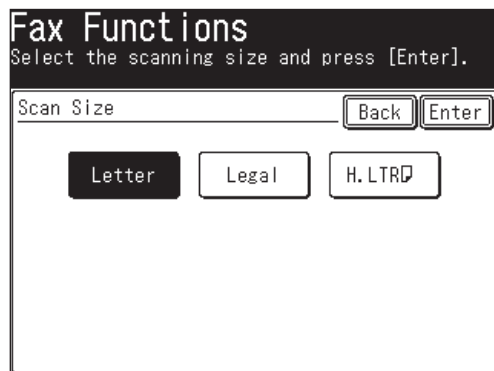 Fax Functions
Select the scanning size and press [Enter].
Scan Size Back Enter
Letter Legal H.LTR